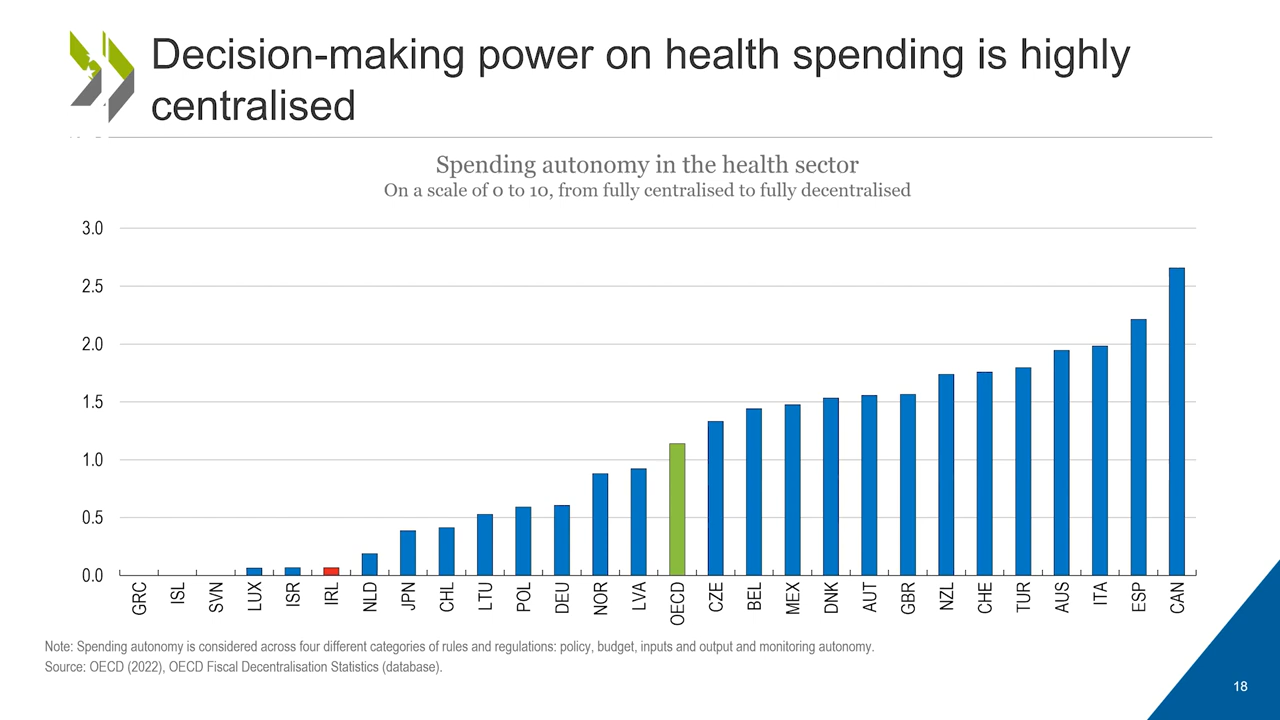 Decision-making power on health spending is highly
centralised
Spending autonomy in the health sector
On a scale of 0 to 10, from fully centralised to fully decentralised
3.0
2.5
2.0
1.5
1.0
0.5
0.0
GRC
ISL
SVN
LUX
ISR
IRL
NLD
JPN
CHL
LTU
POL
DEU
NOR
LVA
OECD
CZE
BEL
MEX
DNK
AUT
GBR
NZL
CHE
TUR
AUS
ITA
ESP
CAN
Note: Spending autonomy is considered across four different categories of rules and regulations: policy, budget, inputs and output and monitoring autonomy.
Source: OECD (2022), OECD Fiscal Decentralisation Statistics (database).
18